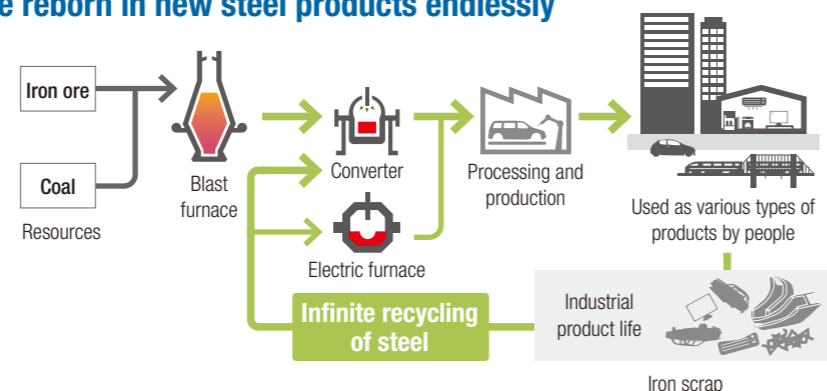 e reborn in new steel products endlessly
Iron ore
Coal
Resources
Blast
furnace
Converter
Electric furnace
Processing and
production
Used as various types of
products by people
Infinite recycling
of steel
Industrial
product life
Iron scrap